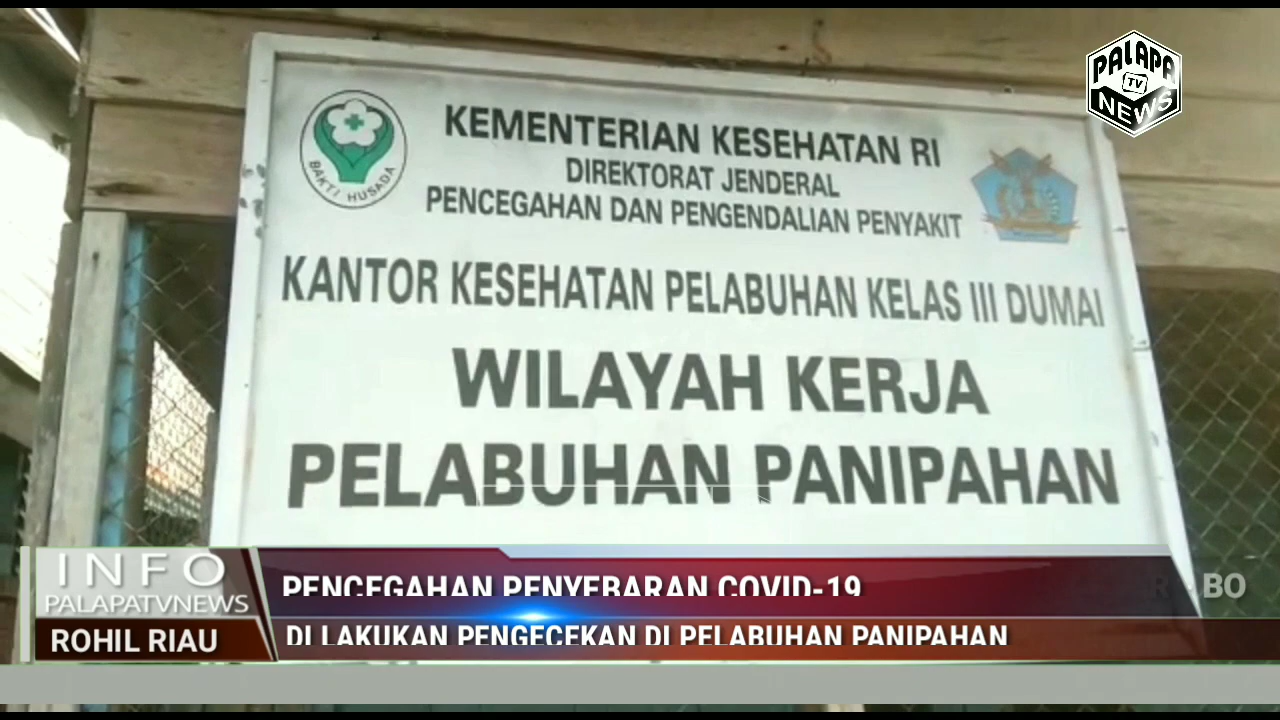 PALAPA
TV
NEWS
BAKTI HUSADA
KEMENTERIAN KESEHATAN RI
DIREKTORAT JENDERAL
PENCEGAHAN DAN PENGENDALIAN PENYAKIT
KANTOR KESEHATAN PELABUHAN KELAS III DUMAI
WILAYAH KERJA
PELABUHAN PANIPAHAN
INFO
PALAPATVNEWS
ROHIL RIAU
PENCEGAHAN PENYEBARAN COVID-19
DI LAKUKAN PENGECEKAN DI PELABUHAN PANIPAHAN